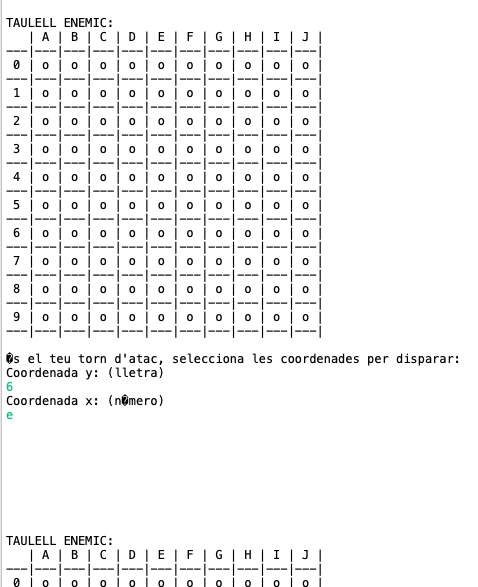 TAULELL ENEMIC:
   | A | B | C | D | E | F | G | H | I | J |
---|---|---|---|---|---|---|---|---|---|---|
 0 | o | o | o | o | o | o | o | o | o | o |
---|---|---|---|---|---|---|---|---|---|---|
 1 | o | o | o | o | o | o | o | o | o | o |
---|---|---|---|---|---|---|---|---|---|---|
 2 | o | o | o | o | o | o | o | o | o | o |
---|---|---|---|---|---|---|---|---|---|---|
 3 | o | o | o | o | o | o | o | o | o | o |
---|---|---|---|---|---|---|---|---|---|---|
 4 | o | o | o | o | o | o | o | o | o | o |
---|---|---|---|---|---|---|---|---|---|---|
 5 | o | o | o | o | o | o | o | o | o | o |
---|---|---|---|---|---|---|---|---|---|---|
 6 | o | o | o | o | o | o | o | o | o | o |
---|---|---|---|---|---|---|---|---|---|---|
 7 | o | o | o | o | o | o | o | o | o | o |
---|---|---|---|---|---|---|---|---|---|---|
 8 | o | o | o | o | o | o | o | o | o | o |
---|---|---|---|---|---|---|---|---|---|---|
 9 | o | o | o | o | o | o | o | o | o | o |
---|---|---|---|---|---|---|---|---|---|---|
�s el teu torn d'atac, selecciona les coordenades per disparar:
Coordenada y: (lletra)
6
Coordenada x: (n�mero)
e
TAULELL ENEMIC:
   | A | B | C | D | E | F | G | H | I | J |
---|---|---|---|---|---|---|---|---|---|---|
 0 | o | o | o | o | o | o | o | o | o | o |